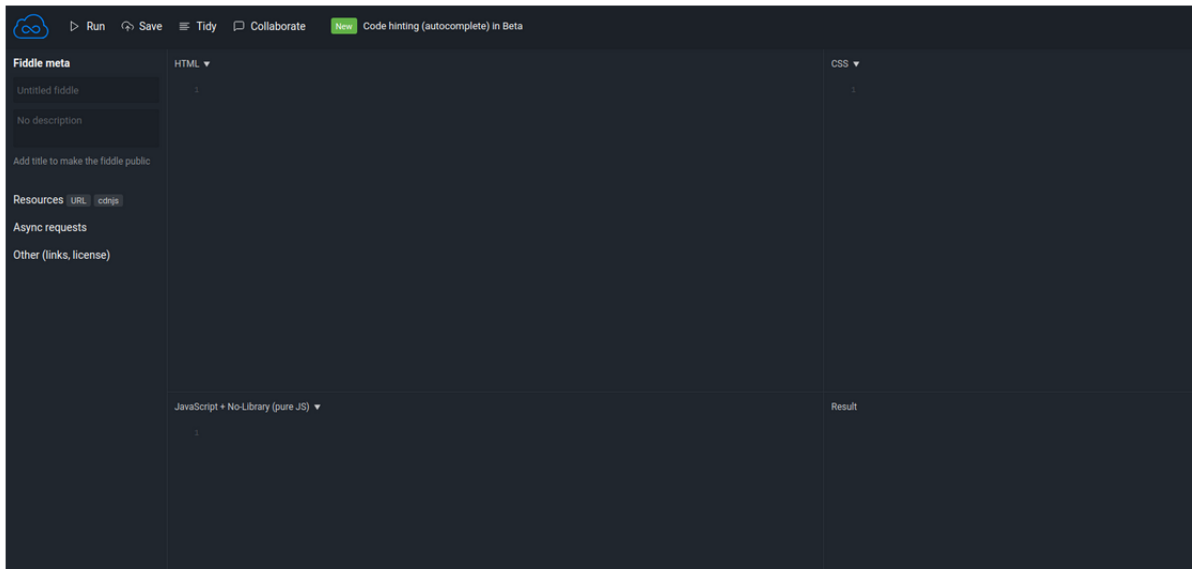 Run Save Tidy Collaborate New Code hinting (autocomplete) in Beta
Fiddle meta
Untitled fiddle
No description
Add title to make the fiddle public
Resources URL cdnjs
Async requests
Other (links, license)
HTML ▼
1
CSS ▼
1
JavaScript + No-Library (pure JS) ▼
1
Result